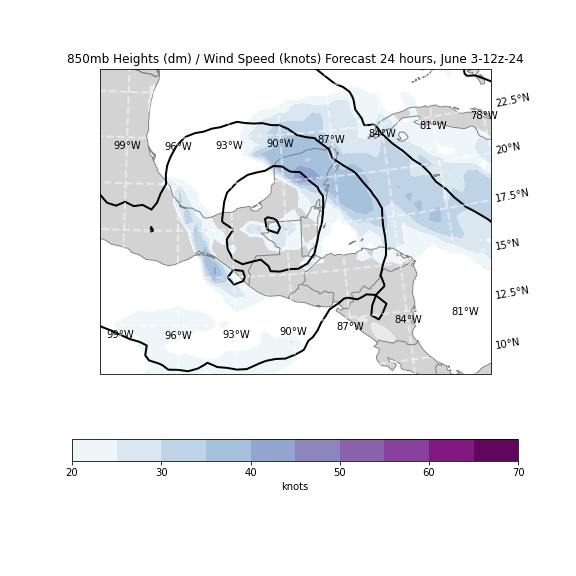 850mb Heights (dm) / Wind Speed (knots) Forecast 24 hours, June 3-12z-24
22.5°N
78°W
81°W
84°W
87°W
90°W
93°W
96°W
99°W
20°N
17.5°N
15°N
12.5°N
81°W
84°W
87°W
90°W
93°W
96°W
99°W
10°N
20 30 40 50 60 70
knots